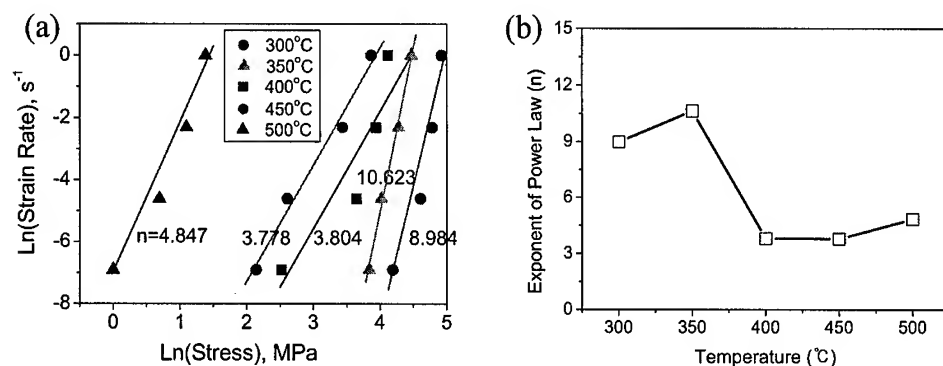 (a)
Ln(Strain Rate), s⁻¹
0
-2
-4
-6
-8
300°C
350°C
400°C
450°C
500°C
n=4.847
3.778
3.804
10.623
8.984
0 1 2 3 4 5
Ln(Stress), MPa
(b)
Exponent of Power Law (n)
15
12
9
6
3
0
300 350 400 450 500
Temperature (℃)